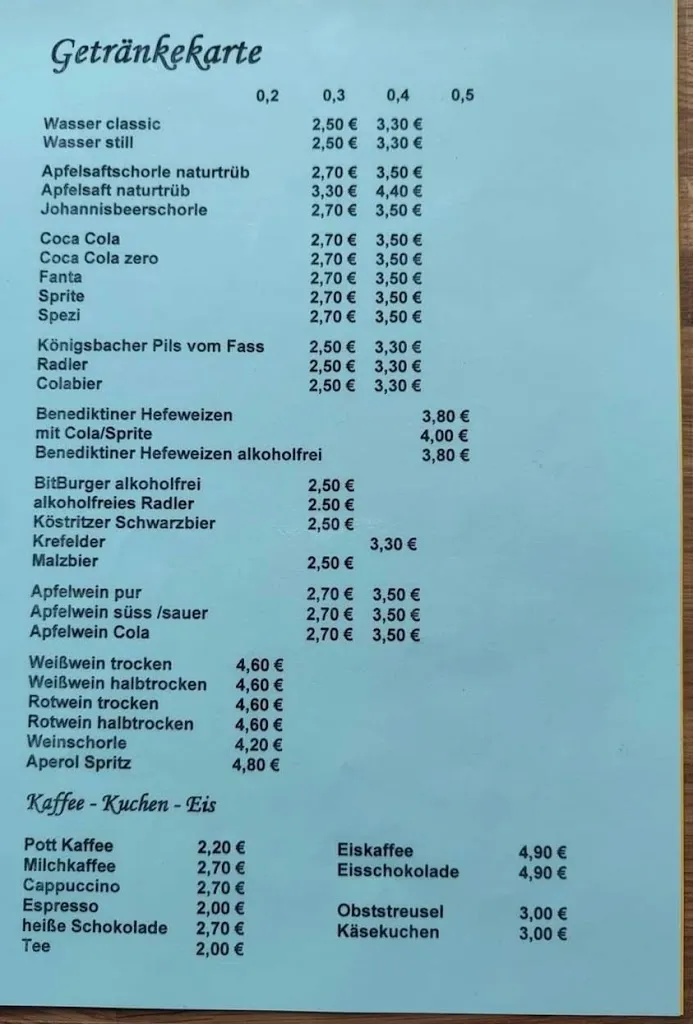 Getränkekarte
0,2 0,3 0,4 0,5
Wasser classic 2,50 € 3,30 €
Wasser still 2,50 € 3,30 €
Apfelsaftschorle naturtrüb 2,70 € 3,50 €
Apfelsaft naturtrüb 3,30 € 4,40 €
Johannisbeerschorle 2,70 € 3,50 €
Coca Cola 2,70 € 3,50 €
Coca Cola zero 2,70 € 3,50 €
Fanta 2,70 € 3,50 €
Sprite 2,70 € 3,50 €
Spezi 2,70 € 3,50 €
Königsbacher Pils vom Fass 2,50 € 3,30 €
Radler 2,50 € 3,30 €
Colabier 2,50 € 3,30 €
Benediktiner Hefeweizen 3,80 €
mit Cola/Sprite 4,00 €
Benediktiner Hefeweizen alkoholfrei 3,80 €
BitBurger alkoholfrei 2,50 €
alkoholfreies Radler 2.50 €
Köstritzer Schwarzbier 2,50 €
Krefelder 3,30 €
Malzbier 2,50 €
Apfelwein pur 2,70 € 3,50 €
Apfelwein süss /sauer 2,70 € 3,50 €
Apfelwein Cola 2,70 € 3,50 €
Weißwein trocken 4,60 €
Weißwein halbtrocken 4,60 €
Rotwein trocken 4,60 €
Rotwein halbtrocken 4,60 €
Weinschorle 4,20 €
Aperol Spritz 4,80 €
Kaffee - Kuchen - Eis
Pott Kaffee 2,20 €
Milchkaffee 2,70 €
Cappuccino 2,70 €
Espresso 2,00 €
heiße Schokolade 2,70 €
Tee 2,00 €
Eiskaffee 4,90 €
Eisschokolade 4,90 €
Obststreusel 3,00 €
Käsekuchen 3,00 €